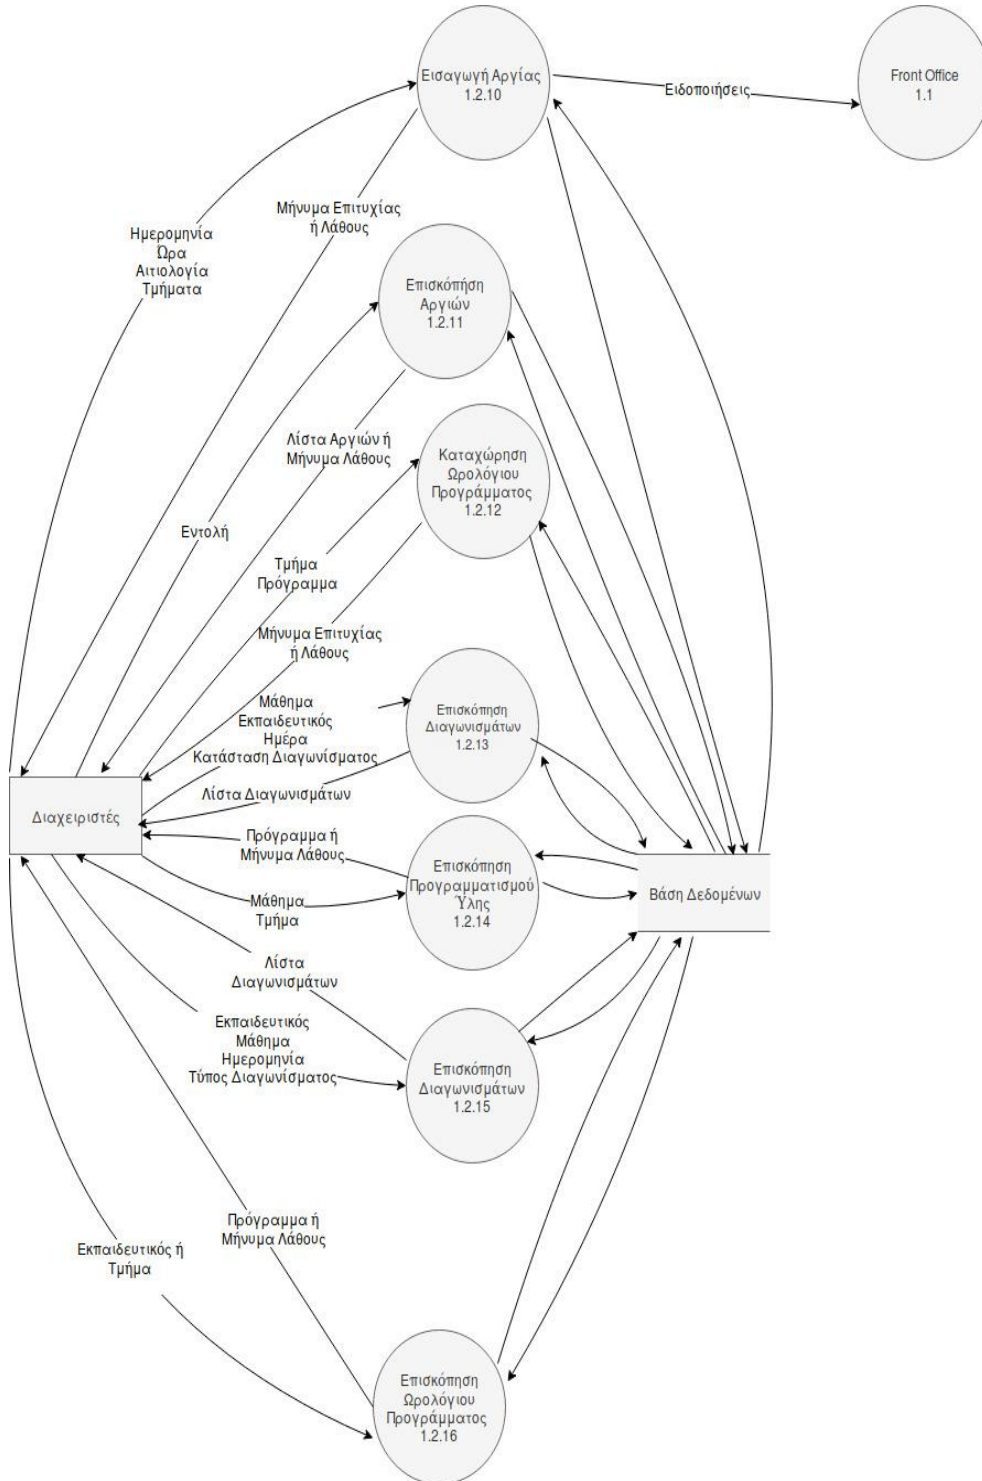 Εισαγωγή Αργίας
1.2.10
Front Office
1.1
Ειδοποιήσεις
Μήνυμα Επιτυχίας
ή Λάθους
Ημερομηνία
Ώρα
Αιτιολογία
Τμήματα
Επισκόπήση
Αργιών
1.2.11
Λίστα Αργιών ή
Μήνυμα Λάθους
Καταχώρηση
Ωρολόγιου
Προγράμματος
1.2.12
Εντολή
Τμήμα
Πρόγραμμα
Μήνυμα Επιτυχίας
ή Λάθους
Μάθημα
Εκπαιδευτικός
Ημέρα
Κατάσταση Διαγωνίσματος
Επισκόπηση
Διαγωνισμάτων
1.2.13
Λίστα Διαγωνισμάτων
Διαχειριστές
Πρόγραμμα ή
Μήνυμα Λάθους
Επισκόπηση
Προγραμματισμού
Ύλης
1.2.14
Βάση Δεδομένων
Μάθημα
Τμήμα
Λίστα
Διαγωνισμάτων
Εκπαιδευτικός
Μάθημα
Ημερομηνία
Τύπος Διαγωνίσματος
Επισκόπηση
Διαγωνισμάτων
1.2.15
Πρόγραμμα ή
Μήνυμα Λάθους
Εκπαιδευτικός ή
Τμήμα
Επισκόπηση
Ωρολόγιου
Προγράμματος
1.2.16